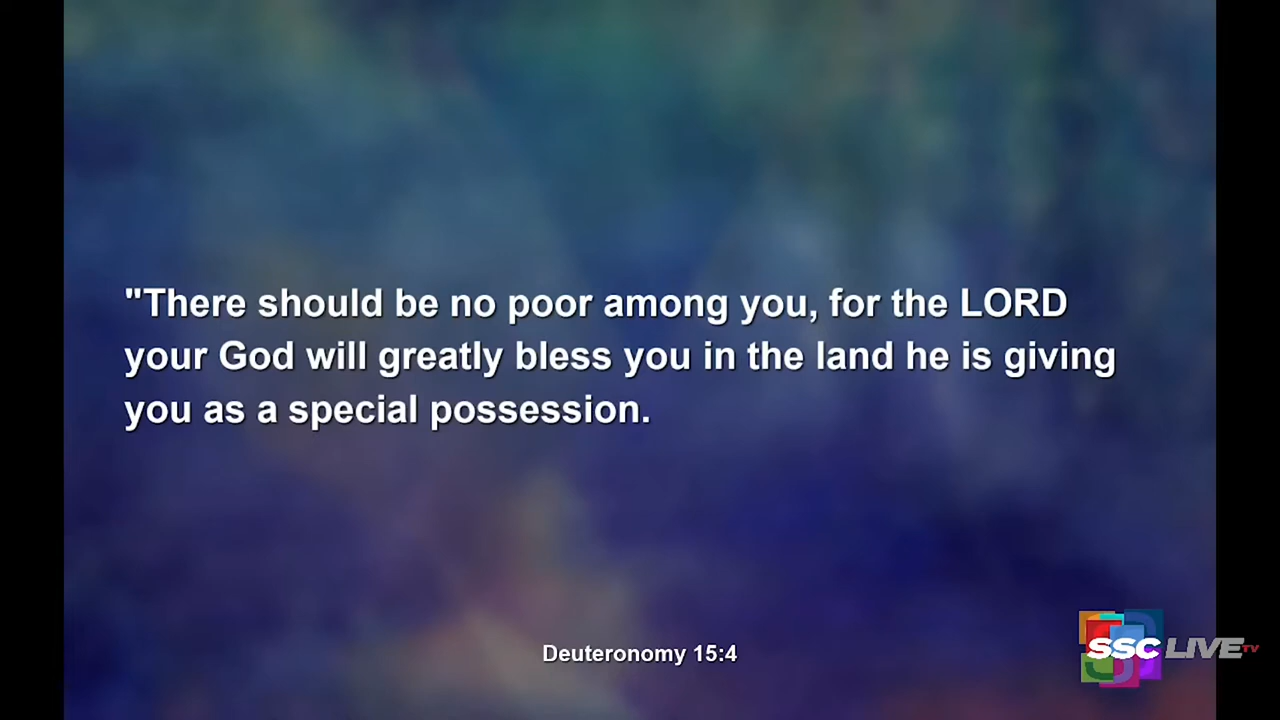 "There should be no poor among you, for the LORD
your God will greatly bless you in the land he is giving
you as a special possession.
Deuteronomy 15:4
SSC LIVE TV